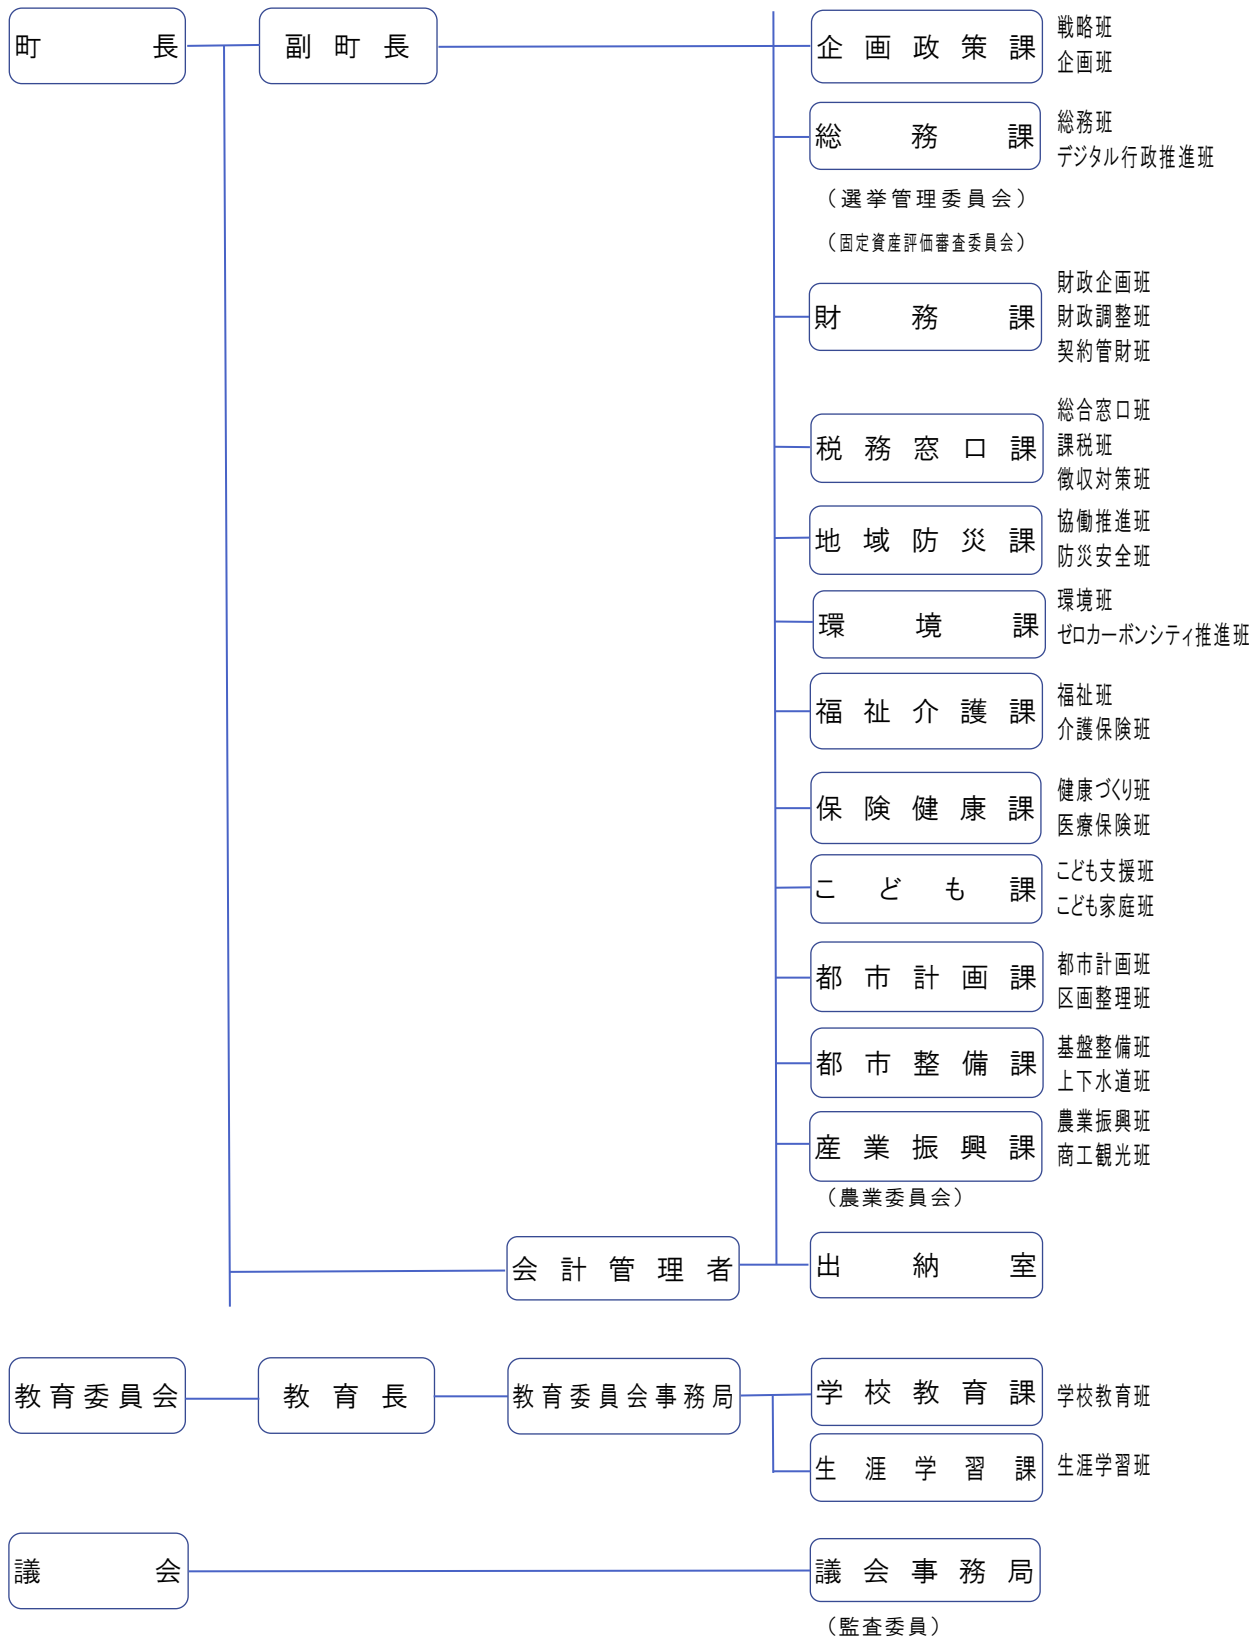 町長
副町長
企画政策課
戦略班
企画班
総務課
総務班
デジタル行政推進班
（選挙管理委員会）
（固定資産評価審査委員会）
財務課
財政企画班
財政調整班
契約管財班
税務窓口課
総合窓口班
課税班
徴収対策班
地域防災課
協働推進班
防災安全班
環境課
環境班
ゼロカーボンシティ推進班
福祉介護課
福祉班
介護保険班
保険健康課
健康づくり班
医療保険班
こども課
こども支援班
こども家庭班
都市計画課
都市計画班
区画整理班
都市整備課
基盤整備班
上下水道班
産業振興課
農業振興班
商工観光班
（農業委員会）
会計管理者
出納室
教育委員会
教育長
教育委員会事務局
学校教育課
学校教育班
生涯学習課
生涯学習班
議会
議会事務局
（監査委員）